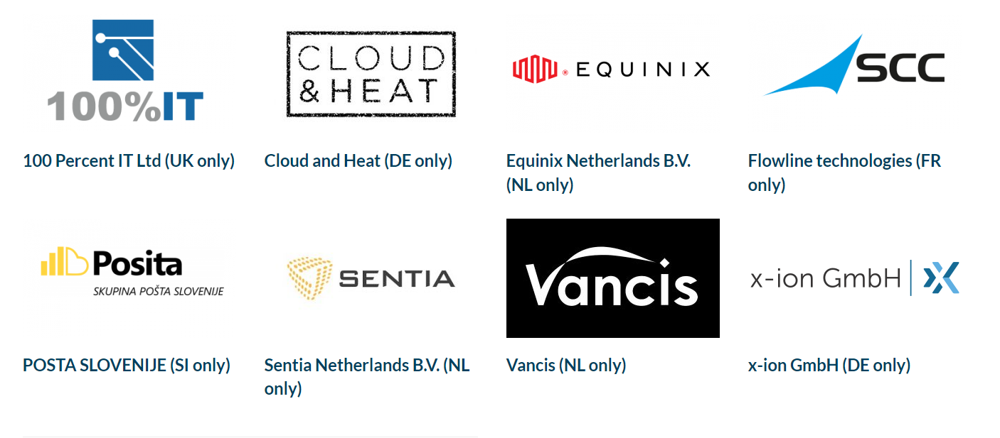 100%IT
CLOUD
& HEAT
® EQUINIX
SCC
100 Percent IT Ltd (UK only)
Cloud and Heat (DE only)
Equinix Netherlands B.V.
(NL only)
Flowline technologies (FR
only)
Posita
SKUPINA POŠTA SLOVENIJE
SENTIA
Vancis
x-ion GmbH
POSTA SLOVENIJE (SI only)
Sentia Netherlands B.V. (NL
only)
Vancis (NL only)
x-ion GmbH (DE only)